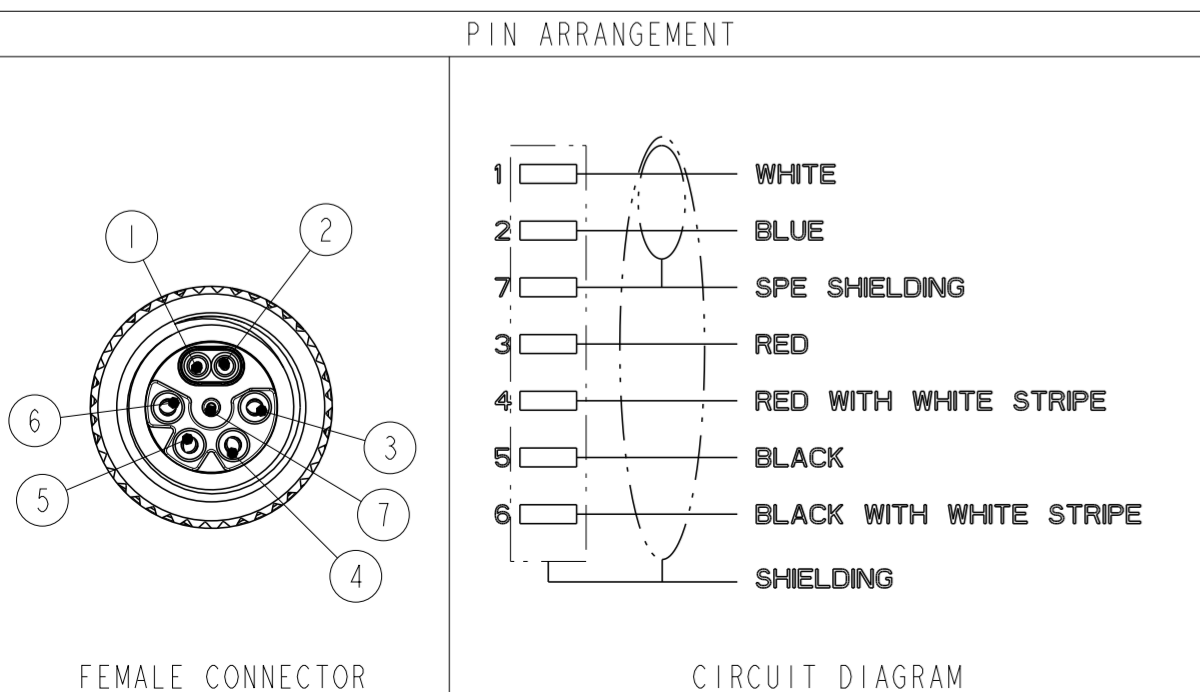 PIN ARRANGEMENT
1
2
6
3
5
7
4
FEMALE CONNECTOR
1 WHITE
2 BLUE
7 SPE SHIELDING
3 RED
4 RED WITH WHITE STRIPE
5 BLACK
6 BLACK WITH WHITE STRIPE
SHIELDING
CIRCUIT DIAGRAM